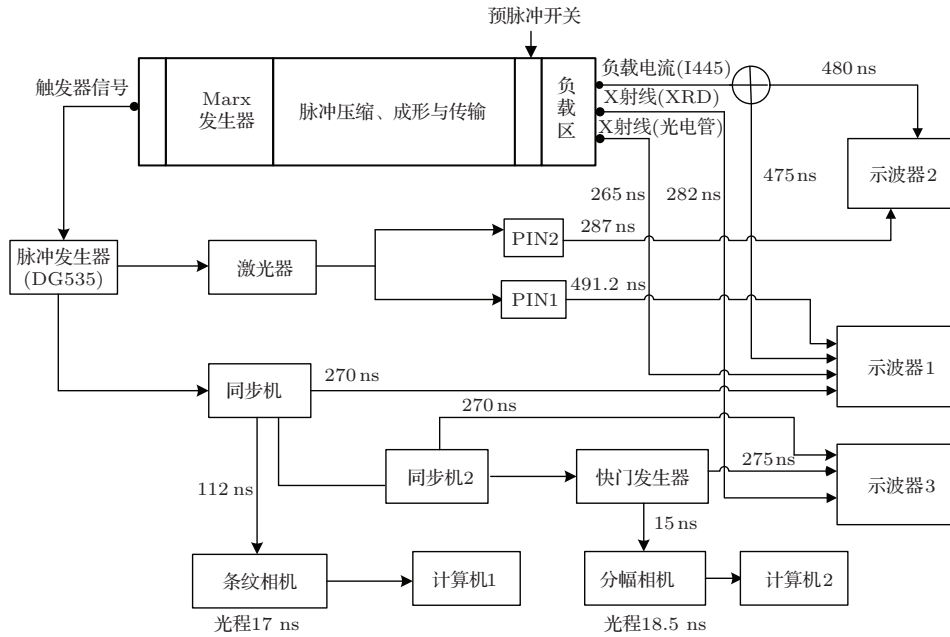 预脉冲开关
触发器信号
Marx
发生器
脉冲压缩、成形与传输
负
载
区
负载电流(I445)
X射线(XRD)
X射线(光电管)
480 ns
475 ns
265 ns
282 ns
示波器2
脉冲发生器
(DG535)
激光器
PIN2
287 ns
PIN1
491.2 ns
示波器1
同步机
270 ns
270 ns
同步机2
快门发生器
275 ns
示波器3
112 ns
15 ns
条纹相机
计算机1
分幅相机
计算机2
光程17 ns
光程18.5 ns